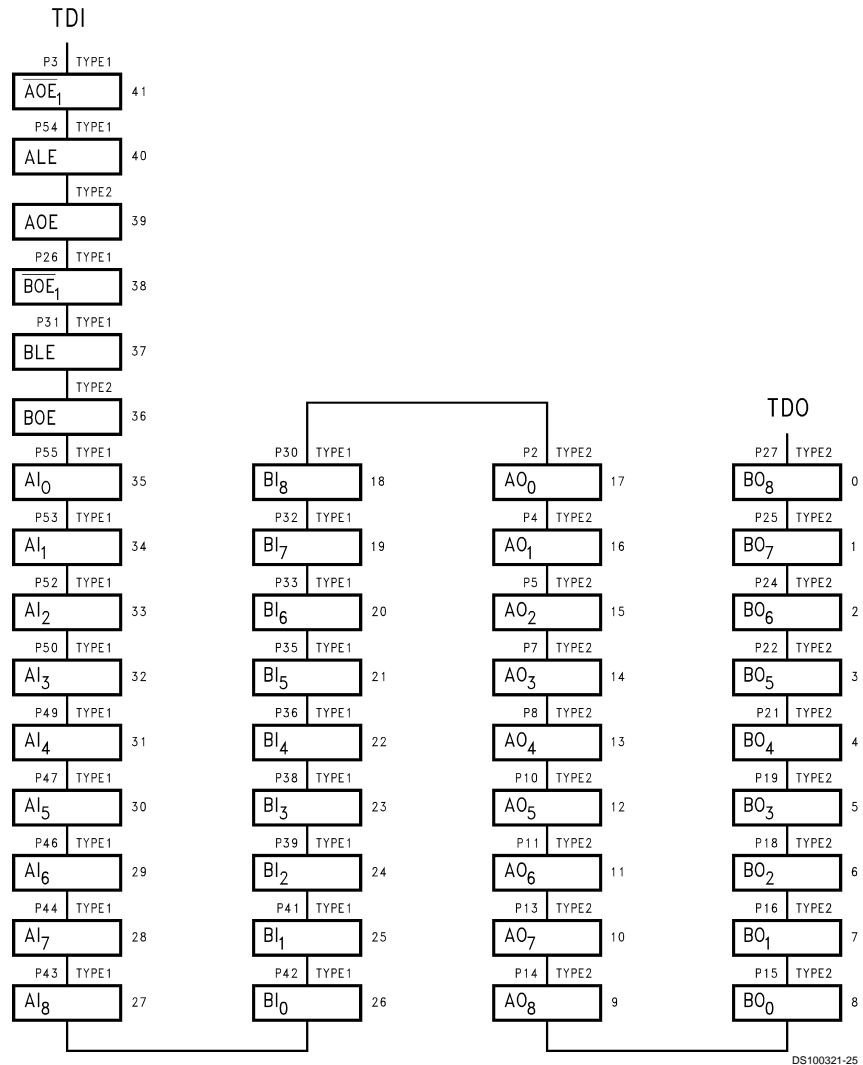 TDI
P3 TYPE1
AOE1 41
P54 TYPE1
ALE 40
TYPE2
AOE 39
P26 TYPE1
BOE1 38
P31 TYPE1
BLE 37
TYPE2
BOE 36
P55 TYPE1
AI0 35
P53 TYPE1
AI1 34
P52 TYPE1
AI2 33
P50 TYPE1
AI3 32
P49 TYPE1
AI4 31
P47 TYPE1
AI5 30
P46 TYPE1
AI6 29
P44 TYPE1
AI7 28
P43 TYPE1
AI8 27
P30 TYPE1
BI8 18
P32 TYPE1
BI7 19
P33 TYPE1
BI6 20
P35 TYPE1
BI5 21
P36 TYPE1
BI4 22
P38 TYPE1
BI3 23
P39 TYPE1
BI2 24
P41 TYPE1
BI1 25
P42 TYPE1
BI0 26
P2 TYPE2
AO0 17
P4 TYPE2
AO1 16
P5 TYPE2
AO2 15
P7 TYPE2
AO3 14
P8 TYPE2
AO4 13
P10 TYPE2
AO5 12
P11 TYPE2
AO6 11
P13 TYPE2
AO7 10
P14 TYPE2
AO8 9
TDO
P27 TYPE2
BO8 0
P25 TYPE2
BO7 1
P24 TYPE2
BO6 2
P22 TYPE2
BO5 3
P21 TYPE2
BO4 4
P19 TYPE2
BO3 5
P18 TYPE2
BO2 6
P16 TYPE2
BO1 7
P15 TYPE2
BO0 8
DS100321-25